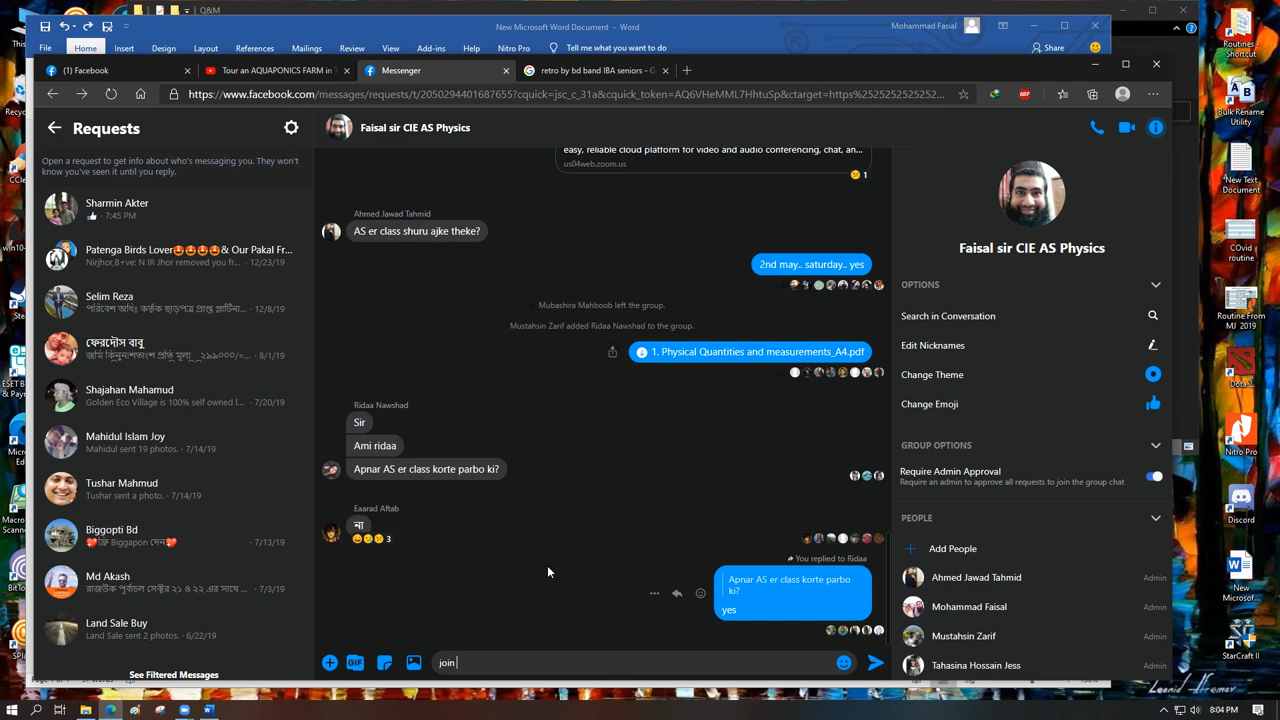 Q&M
New Microsoft Word Document - Word
Mohammad Fasial
File Home Insert Design Layout References Mailings Review View Add-ins Help Nitro Pro Tell me what you want to do Share
(1) Facebook
Tour an AQUAPONICS FARM in
Messenger
retro by bd band IBA seniors - G
https://www.facebook.com/messages/requests/t/2050294401687655?cquick=jsc_c_31a&cquick_token=AQ6VHeMML7HhtuSp&ctarget=https%25252525252525...
Requests
Open a request to get info about who's messaging you. They won't
know you've seen it until you reply.
Sharmin Akter
· 7:45 PM
Patenga Birds Lover🤩🤩🤩🤩& Our Pakal Fr...
Nirjhor,B+ve: N IR Jhor removed you fr... · 12/23/19
Selim Reza
· 12/8/19
ফেরদৌস বাবু
· 8/1/19
Shajahan Mahamud
Golden Eco Village is 100% self owned l... · 7/20/19
Mahidul Islam Joy
Mahidul sent 19 photos. · 7/14/19
Tushar Mahmud
Tushar sent a photo. · 7/14/19
Biggopti Bd
💖ফ্রি Biggapon দেন💖 · 7/13/19
Md Akash
রাজউক পূর্বাচল সেক্টর ২১ ও ২২ এর সাথে ... · 7/3/19
Land Sale Buy
Land Sale sent 2 photos. · 6/22/19
See Filtered Messages
Faisal sir CIE AS Physics
easy, reliable cloud platform for video and audio conferencing, chat, an...
us04web.zoom.us
1
Ahmed Jawad Tahmid
AS er class shuru ajke theke?
2nd may.. saturday.. yes
Mubashira Mahboob left the group.
Mustahsin Zarif added Ridaa Nawshad to the group.
1. Physical Quantities and measurements_A4.pdf
Ridaa Nawshad
Sir
Ami ridaa
Apnar AS er class korte parbo ki?
Eaarad Aftab
না
3
You replied to Ridaa
Apnar AS er class korte parbo
ki?
yes
join
Faisal sir CIE AS Physics
OPTIONS
Search in Conversation
Edit Nicknames
Change Theme
Change Emoji
GROUP OPTIONS
Require Admin Approval
Require an admin to approve all requests to join the group chat
PEOPLE
Add People
Ahmed Jawad Tahmid Admin
Mohammad Faisal Admin
Mustahsin Zarif Admin
Tahasina Hossain Jess Admin
Routines -
Shortcut
Bulk Rename
Utility
New Text
Document
COvid
routine
Routine From
MJ 2019
Dota 2
Nitro Pro
Discord
New
Microsof...
StarCraft II
Leonid Afremov
8:04 PM